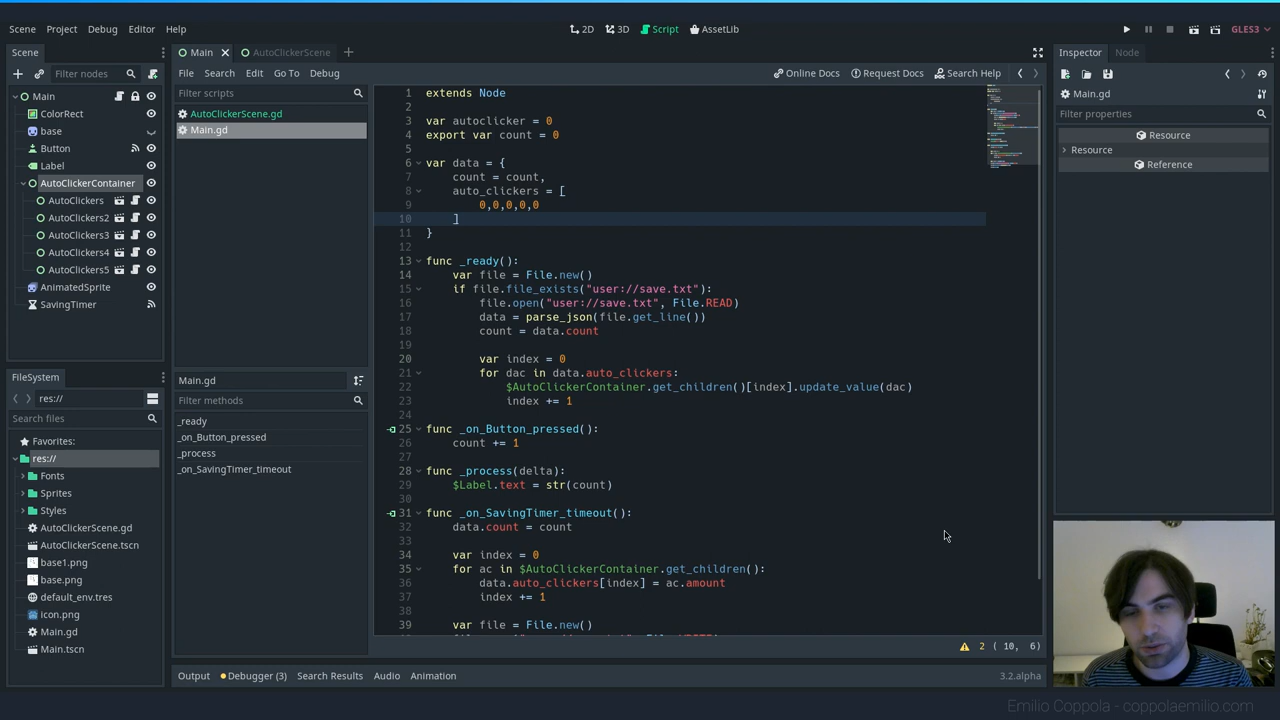 Scene Project Debug Editor Help
2D 3D Script AssetLib
GLES3
Scene
Filter nodes
Main
ColorRect
base
Button
Label
AutoClickerContainer
AutoClickers
AutoClickers2
AutoClickers3
AutoClickers4
AutoClickers5
AnimatedSprite
SavingTimer
FileSystem
res://
Search files
Favorites:
res://
Fonts
Sprites
Styles
AutoClickerScene.gd
AutoClickerScene.tscn
base1.png
base.png
default_env.tres
icon.png
Main.gd
Main.tscn
Main AutoClickerScene
File Search Edit Go To Debug
Online Docs Request Docs Search Help
Filter scripts
AutoClickerScene.gd
Main.gd
Main.gd
Filter methods
_ready
_on_Button_pressed
_process
_on_SavingTimer_timeout
1 extends Node
2
3 var autoclicker = 0
4 export var count = 0
5
6 var data = {
7 count = count,
8 auto_clickers = [
9 0,0,0,0,0
10 ]
11 }
12
13 func _ready():
14 var file = File.new()
15 if file.file_exists("user://save.txt"):
16 file.open("user://save.txt", File.READ)
17 data = parse_json(file.get_line())
18 count = data.count
19
20 var index = 0
21 for dac in data.auto_clickers:
22 $AutoClickerContainer.get_children()[index].update_value(dac)
23 index += 1
24
25 func _on_Button_pressed():
26 count += 1
27
28 func _process(delta):
29 $Label.text = str(count)
30
31 func _on_SavingTimer_timeout():
32 data.count = count
33
34 var index = 0
35 for ac in $AutoClickerContainer.get_children():
36 data.auto_clickers[index] = ac.amount
37 index += 1
38
39 var file = File.new()
2 ( 10, 6)
Output Debugger (3) Search Results Audio Animation
3.2.alpha
Inspector Node
Main.gd
Filter properties
Resource
Resource
Reference
Emilio Coppola - coppolaemilio.com